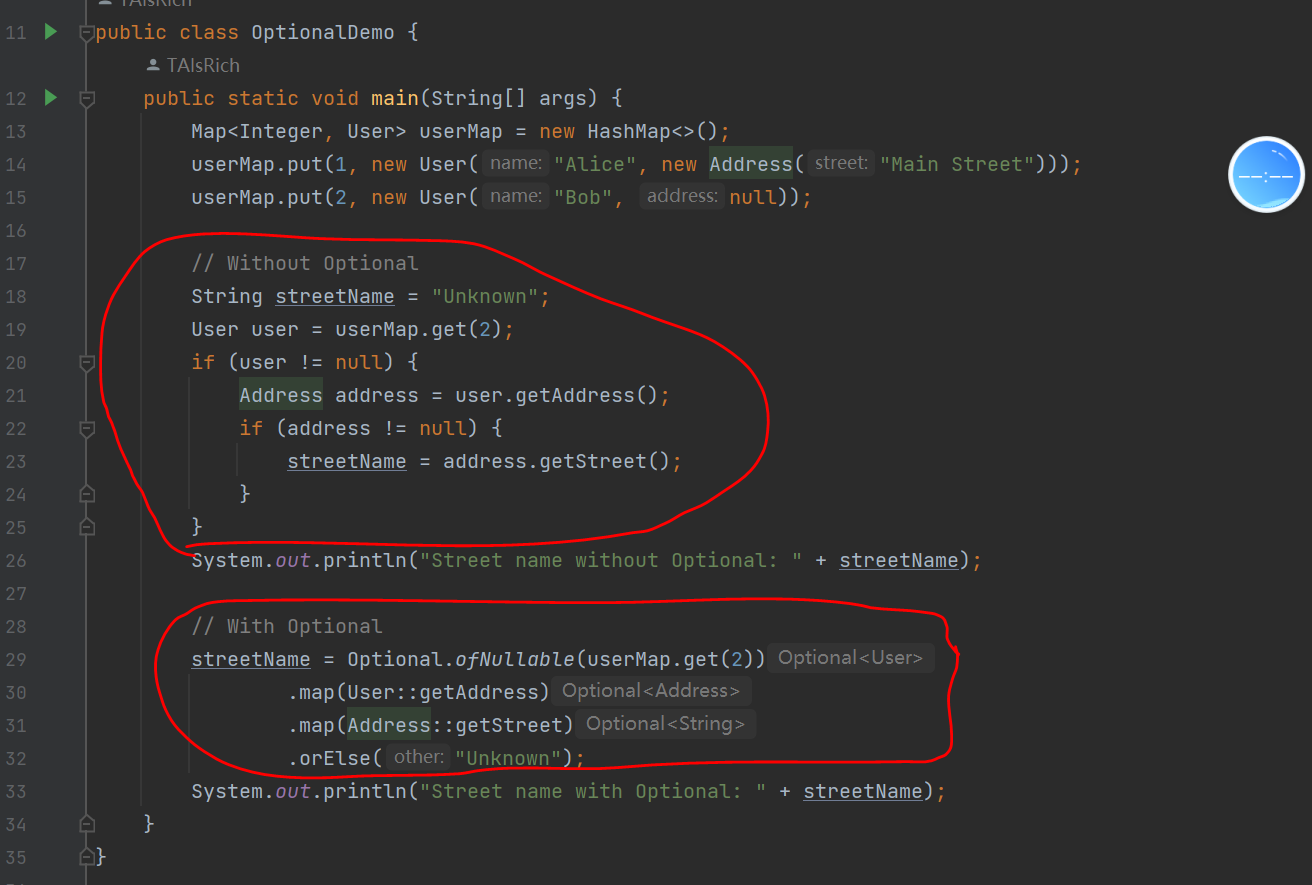 TAIsRich
11 public class OptionalDemo {
TAIsRich
12 public static void main(String[] args) {
13 Map<Integer, User> userMap = new HashMap<>();
14 userMap.put(1, new User( name: "Alice", new Address( street: "Main Street")));
15 userMap.put(2, new User( name: "Bob", address: null));
16
17 // Without Optional
18 String streetName = "Unknown";
19 User user = userMap.get(2);
20 if (user != null) {
21 Address address = user.getAddress();
22 if (address != null) {
23 streetName = address.getStreet();
24 }
25 }
26 System.out.println("Street name without Optional: " + streetName);
27
28 // With Optional
29 streetName = Optional.ofNullable(userMap.get(2)) Optional<User>
30 .map(User::getAddress) Optional<Address>
31 .map(Address::getStreet) Optional<String>
32 .orElse( other: "Unknown");
33 System.out.println("Street name with Optional: " + streetName);
34 }
35 }